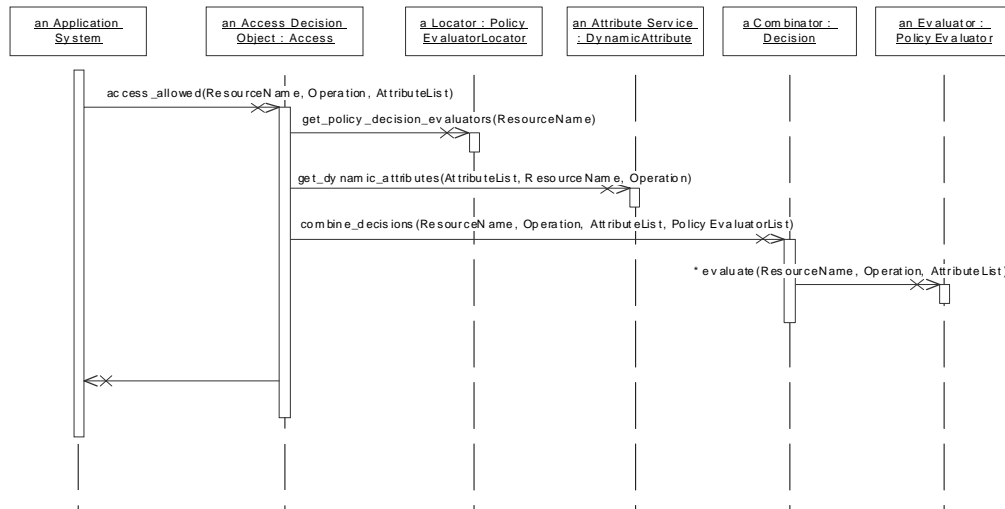 an Application
System
an Access Decision
Object : Access
a Locator : Policy
EvaluatorLocator
an Attribute Service
: DynamicAttribute
a Combinator :
Decision
an Evaluator :
Policy Evaluator
access_allowed(ResourceName, Operation, AttributeList)
get_policy_decision_evaluators(ResourceName)
get_dynamic_attributes(AttributeList, ResourceName, Operation)
combine_decisions(ResourceName, Operation, AttributeList, Policy EvaluatorList)
* evaluate(ResourceName, Operation, AttributeList)